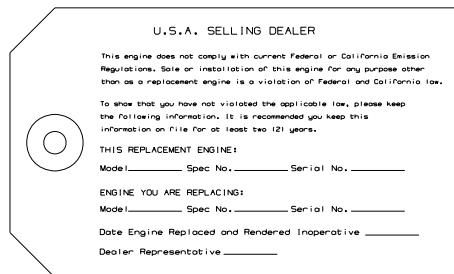 U.S.A. SELLING DEALER
This engine does not comply with current Federal or California Emission
Regulations. Sale or installation of this engine for any purpose other
than as a replacement engine is a violation of Federal and California law.
To show that you have not violated the applicable law, please keep
the following information. It is recommended you keep this
information on file for at least two (2) years.
THIS REPLACEMENT ENGINE:
Model________ Spec No. ________ Serial No. ________
ENGINE YOU ARE REPLACING:
Model________ Spec No. ________ Serial No. ________
Date Engine Replaced and Rendered Inoperative ________
Dealer Representative ________